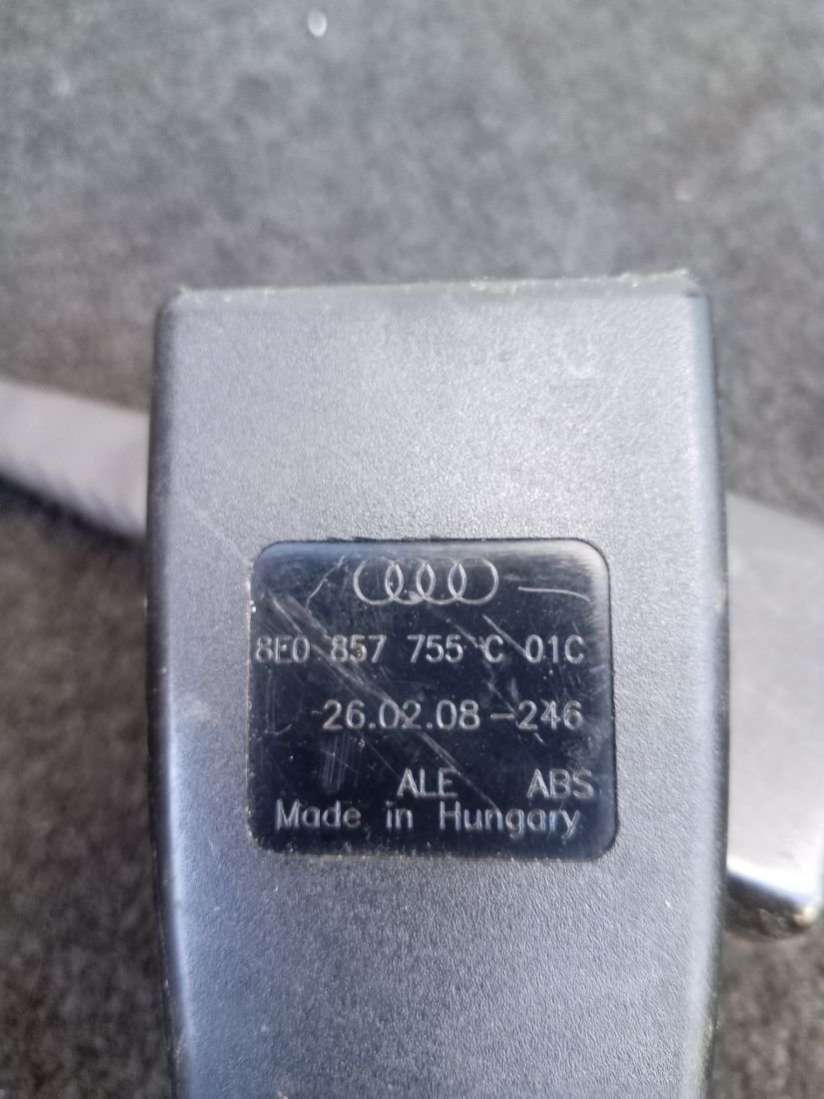 8E0 857 755 C 01C
26.02.08-246
ALE ABS
Made in Hungary